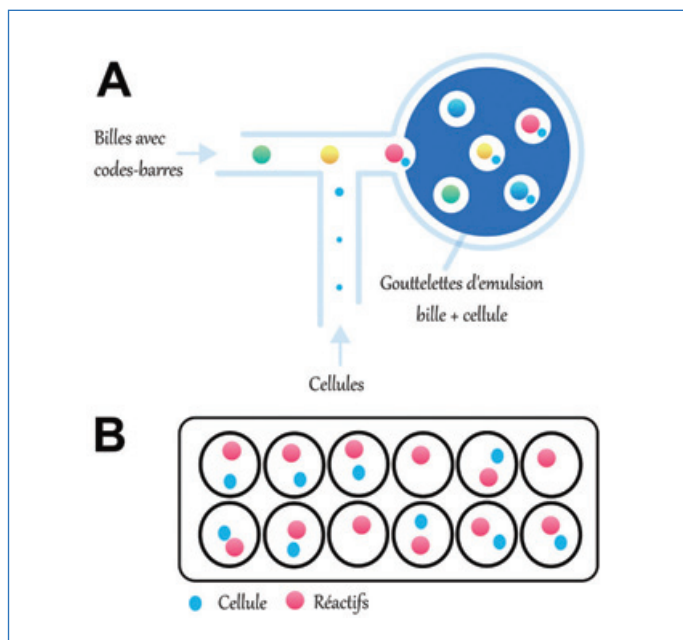 A
Billes avec
codes-barres
Gouttelettes d'emulsion
bille + cellule
Cellules
B
Cellule
Réactifs